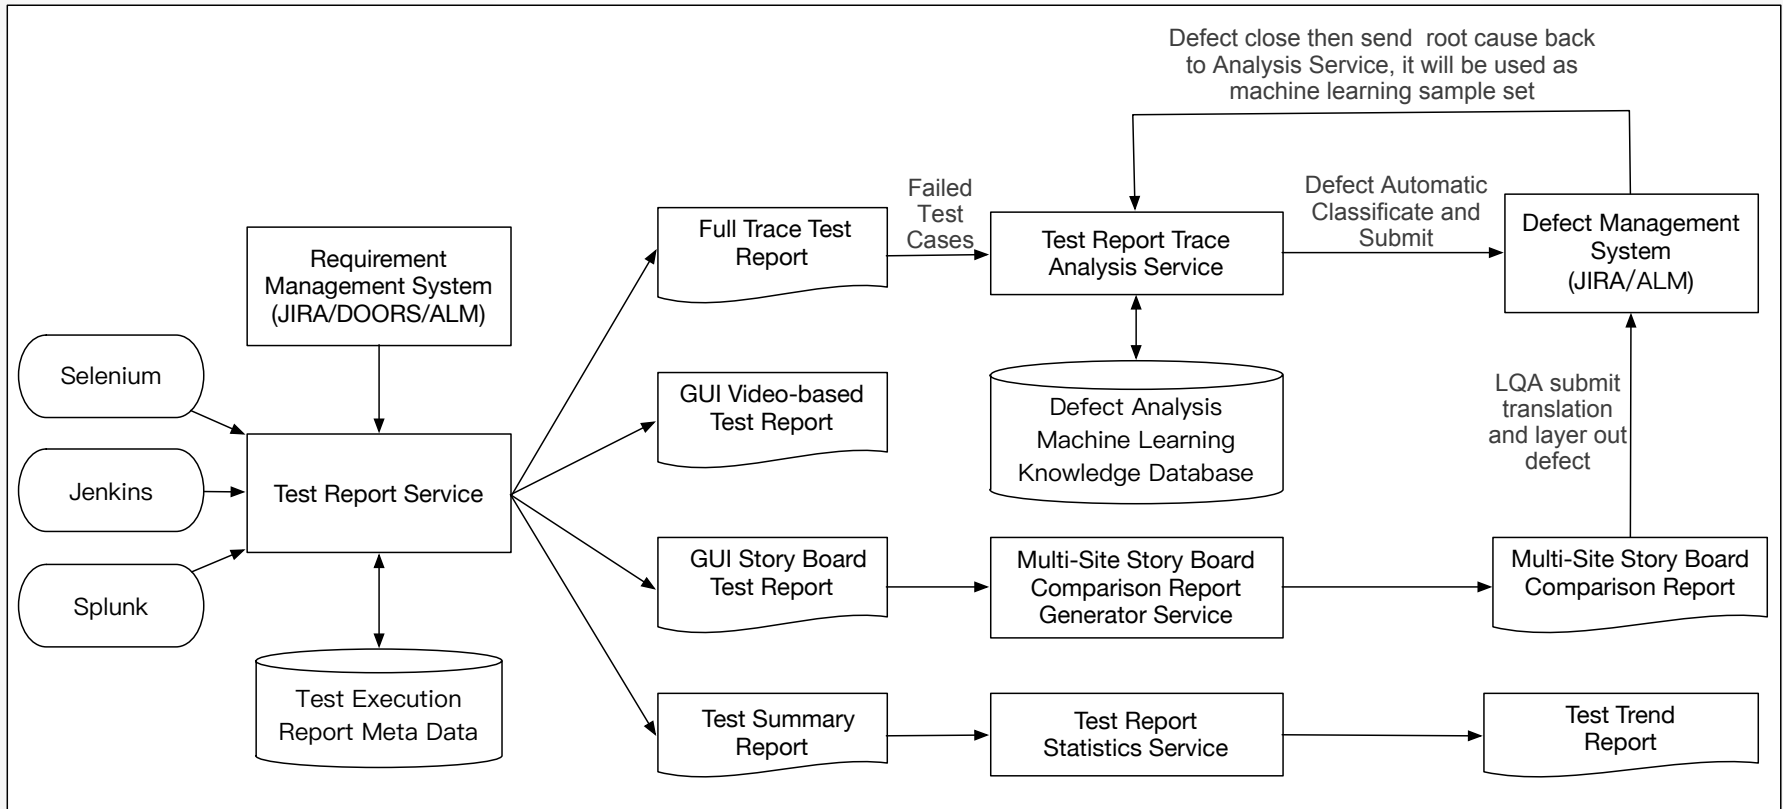 Defect close then send root cause back
to Analysis Service, it will be used as
machine learning sample set
Requirement
Management System
(JIRA/DOORS/ALM)
Selenium
Jenkins
Splunk
Test Report Service
Test Execution
Report Meta Data
Full Trace Test
Report
Failed
Test
Cases
Test Report Trace
Analysis Service
Defect Automatic
Classificate and
Submit
Defect Management
System
(JIRA/ALM)
GUI Video-based
Test Report
Defect Analysis
Machine Learning
Knowledge Database
LQA submit
translation
and layer out
defect
GUI Story Board
Test Report
Multi-Site Story Board
Comparison Report
Generator Service
Multi-Site Story Board
Comparison Report
Test Summary
Report
Test Report
Statistics Service
Test Trend
Report